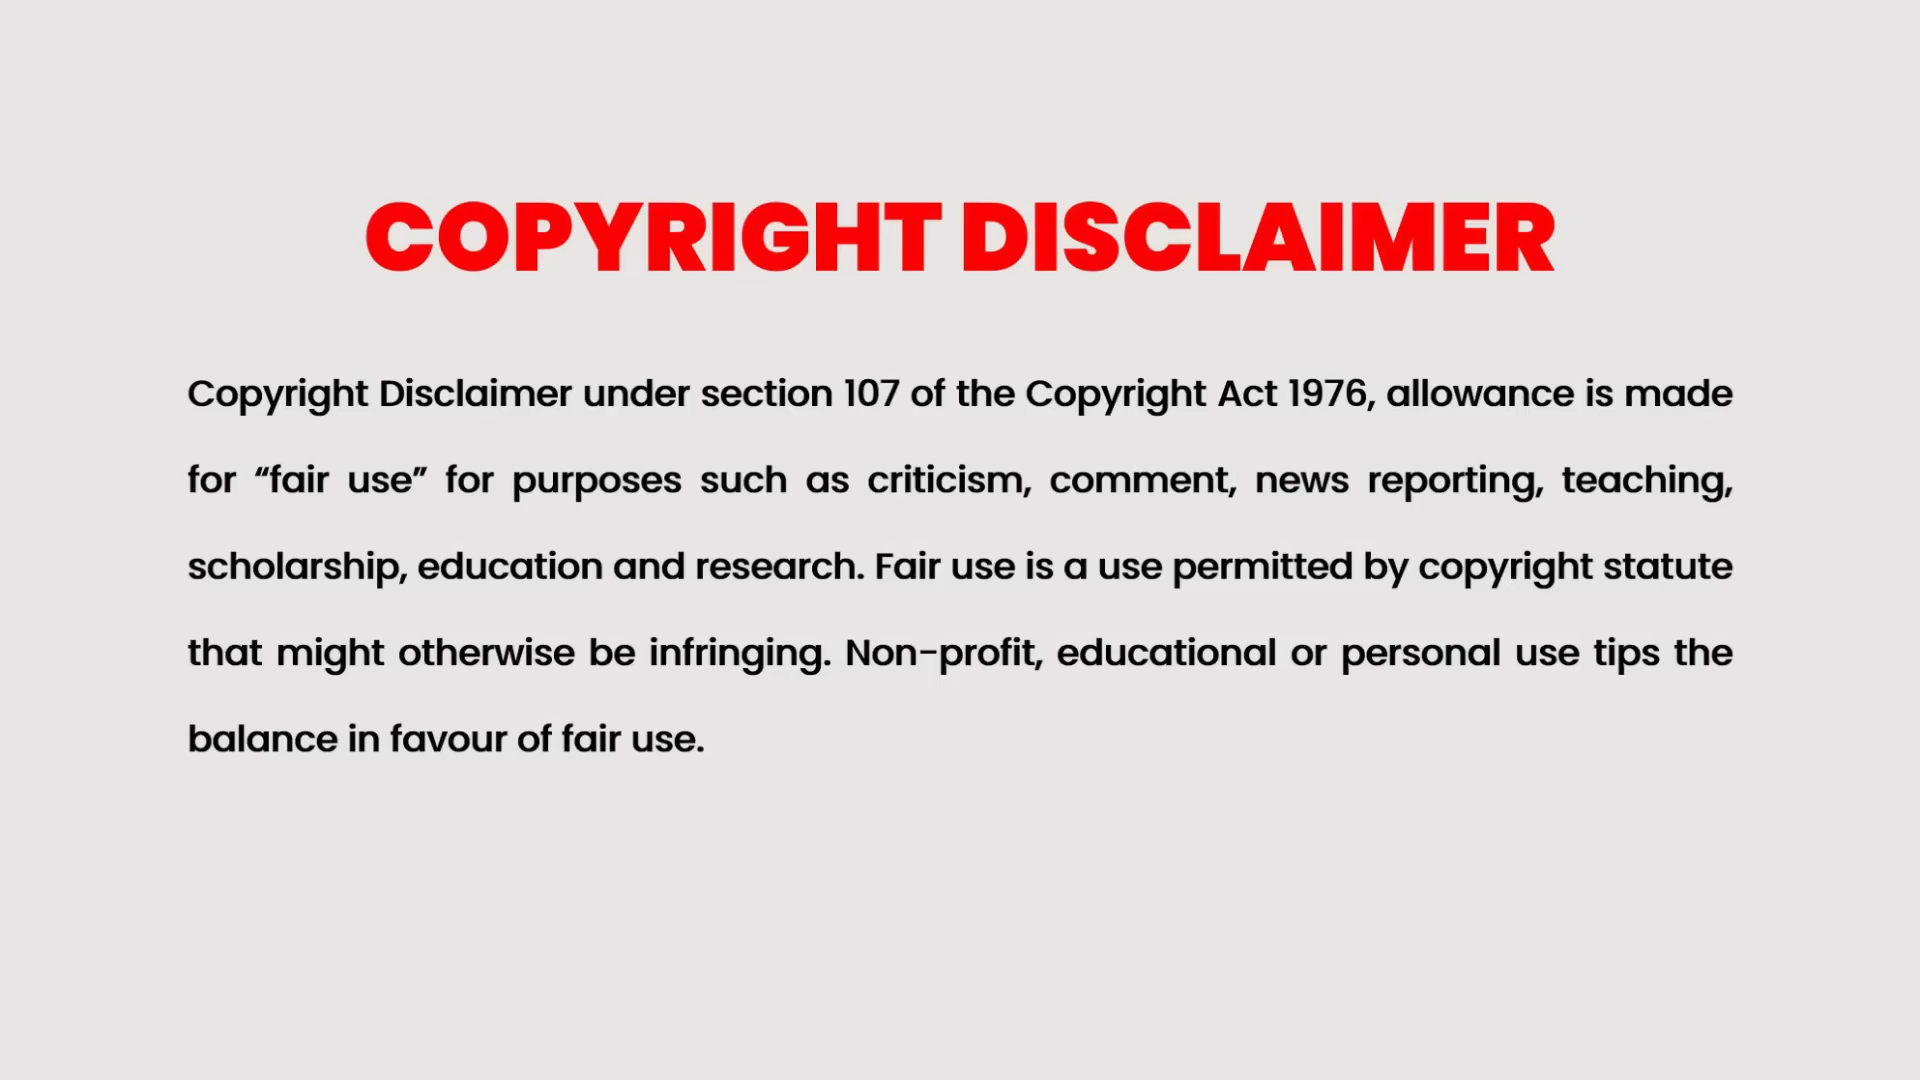 COPYRIGHT DISCLAIMER
Copyright Disclaimer under section 107 of the Copyright Act 1976, allowance is made
for “fair use” for purposes such as criticism, comment, news reporting, teaching,
scholarship, education and research. Fair use is a use permitted by copyright statute
that might otherwise be infringing. Non-profit, educational or personal use tips the
balance in favour of fair use.